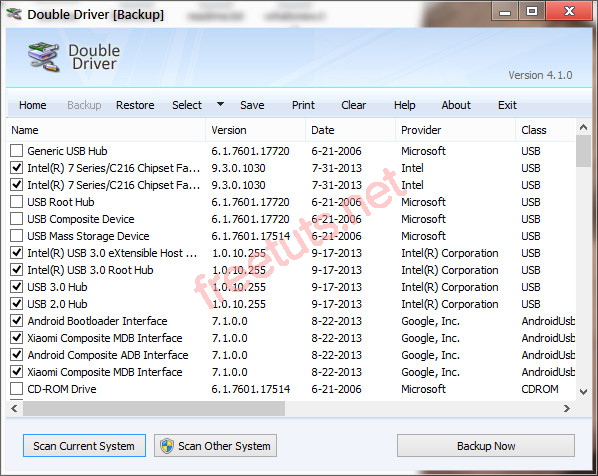 Double Driver [Backup]
Double
Driver
Version 4.1.0
Home Backup Restore Select Save Print Clear Help About Exit
Name Version Date Provider Class
Generic USB Hub 6.1.7601.17720 6-21-2006 Microsoft USB
Intel(R) 7 Series/C216 Chipset Fa... 9.3.0.1030 7-31-2013 Intel USB
Intel(R) 7 Series/C216 Chipset Fa... 9.3.0.1030 7-31-2013 Intel USB
USB Root Hub 6.1.7601.17720 6-21-2006 Microsoft USB
USB Composite Device 6.1.7601.17720 6-21-2006 Microsoft USB
USB Mass Storage Device 6.1.7601.17514 6-21-2006 Microsoft USB
Intel(R) USB 3.0 eXtensible Host ... 1.0.10.255 9-17-2013 Intel(R) Corporation USB
Intel(R) USB 3.0 Root Hub 1.0.10.255 9-17-2013 Intel(R) Corporation USB
USB 3.0 Hub 1.0.10.255 9-17-2013 Intel(R) Corporation USB
USB 2.0 Hub 1.0.10.255 9-17-2013 Intel(R) Corporation USB
Android Bootloader Interface 7.1.0.0 8-22-2013 Google, Inc. AndroidUsb
Xiaomi Composite MDB Interface 7.1.0.0 8-22-2013 Google, Inc. AndroidUsb
Android Composite ADB Interface 7.1.0.0 8-22-2013 Google, Inc. AndroidUsb
Xiaomi Composite MDB Interface 7.1.0.0 8-22-2013 Google, Inc. AndroidUsb
CD-ROM Drive 6.1.7601.17514 6-21-2006 Microsoft CDROM
freetuts.net
Scan Current System Scan Other System Backup Now